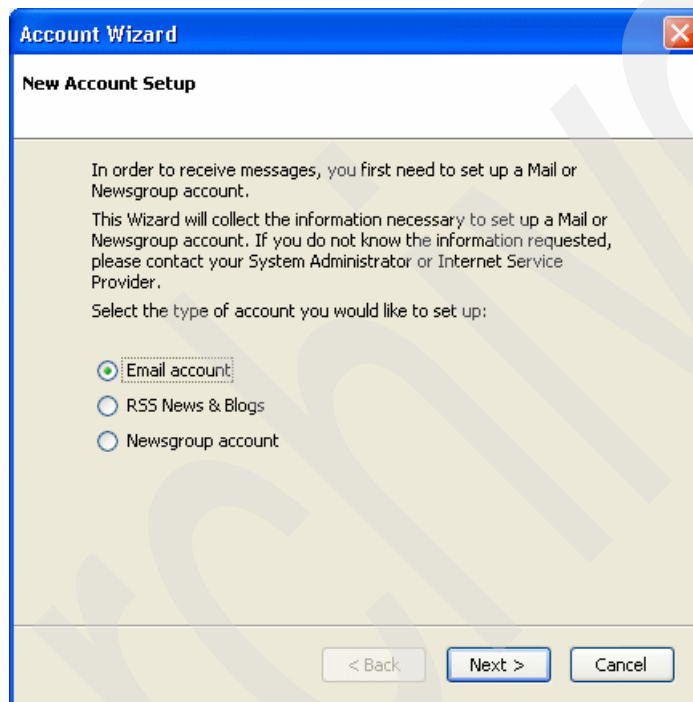 Account Wizard
New Account Setup
In order to receive messages, you first need to set up a Mail or
Newsgroup account.
This Wizard will collect the information necessary to set up a Mail or
Newsgroup account. If you do not know the information requested,
please contact your System Administrator or Internet Service
Provider.
Select the type of account you would like to set up:
Email account
RSS News & Blogs
Newsgroup account
< Back Next > Cancel